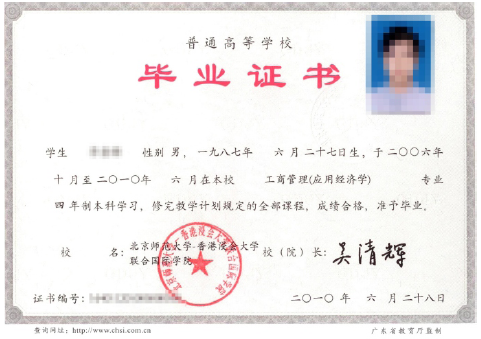 普通高等学校
毕业证书
学生 性别 男，一九八七年 六 月 二十七日生，于 二〇〇六年
十 月至 二〇一〇年 六 月在本校 工商管理(应用经济学) 专业
四 年制本科学习，修完教学计划规定的全部课程，成绩合格，准予毕业。
校 名：北京师范大学-香港浸会大学联合国际学院 校（院）长：吴清辉
证书编号： 二〇一〇年 六 月 二十八日
查询网址：http://www.chsi.com.cn 广东省教育厅监制